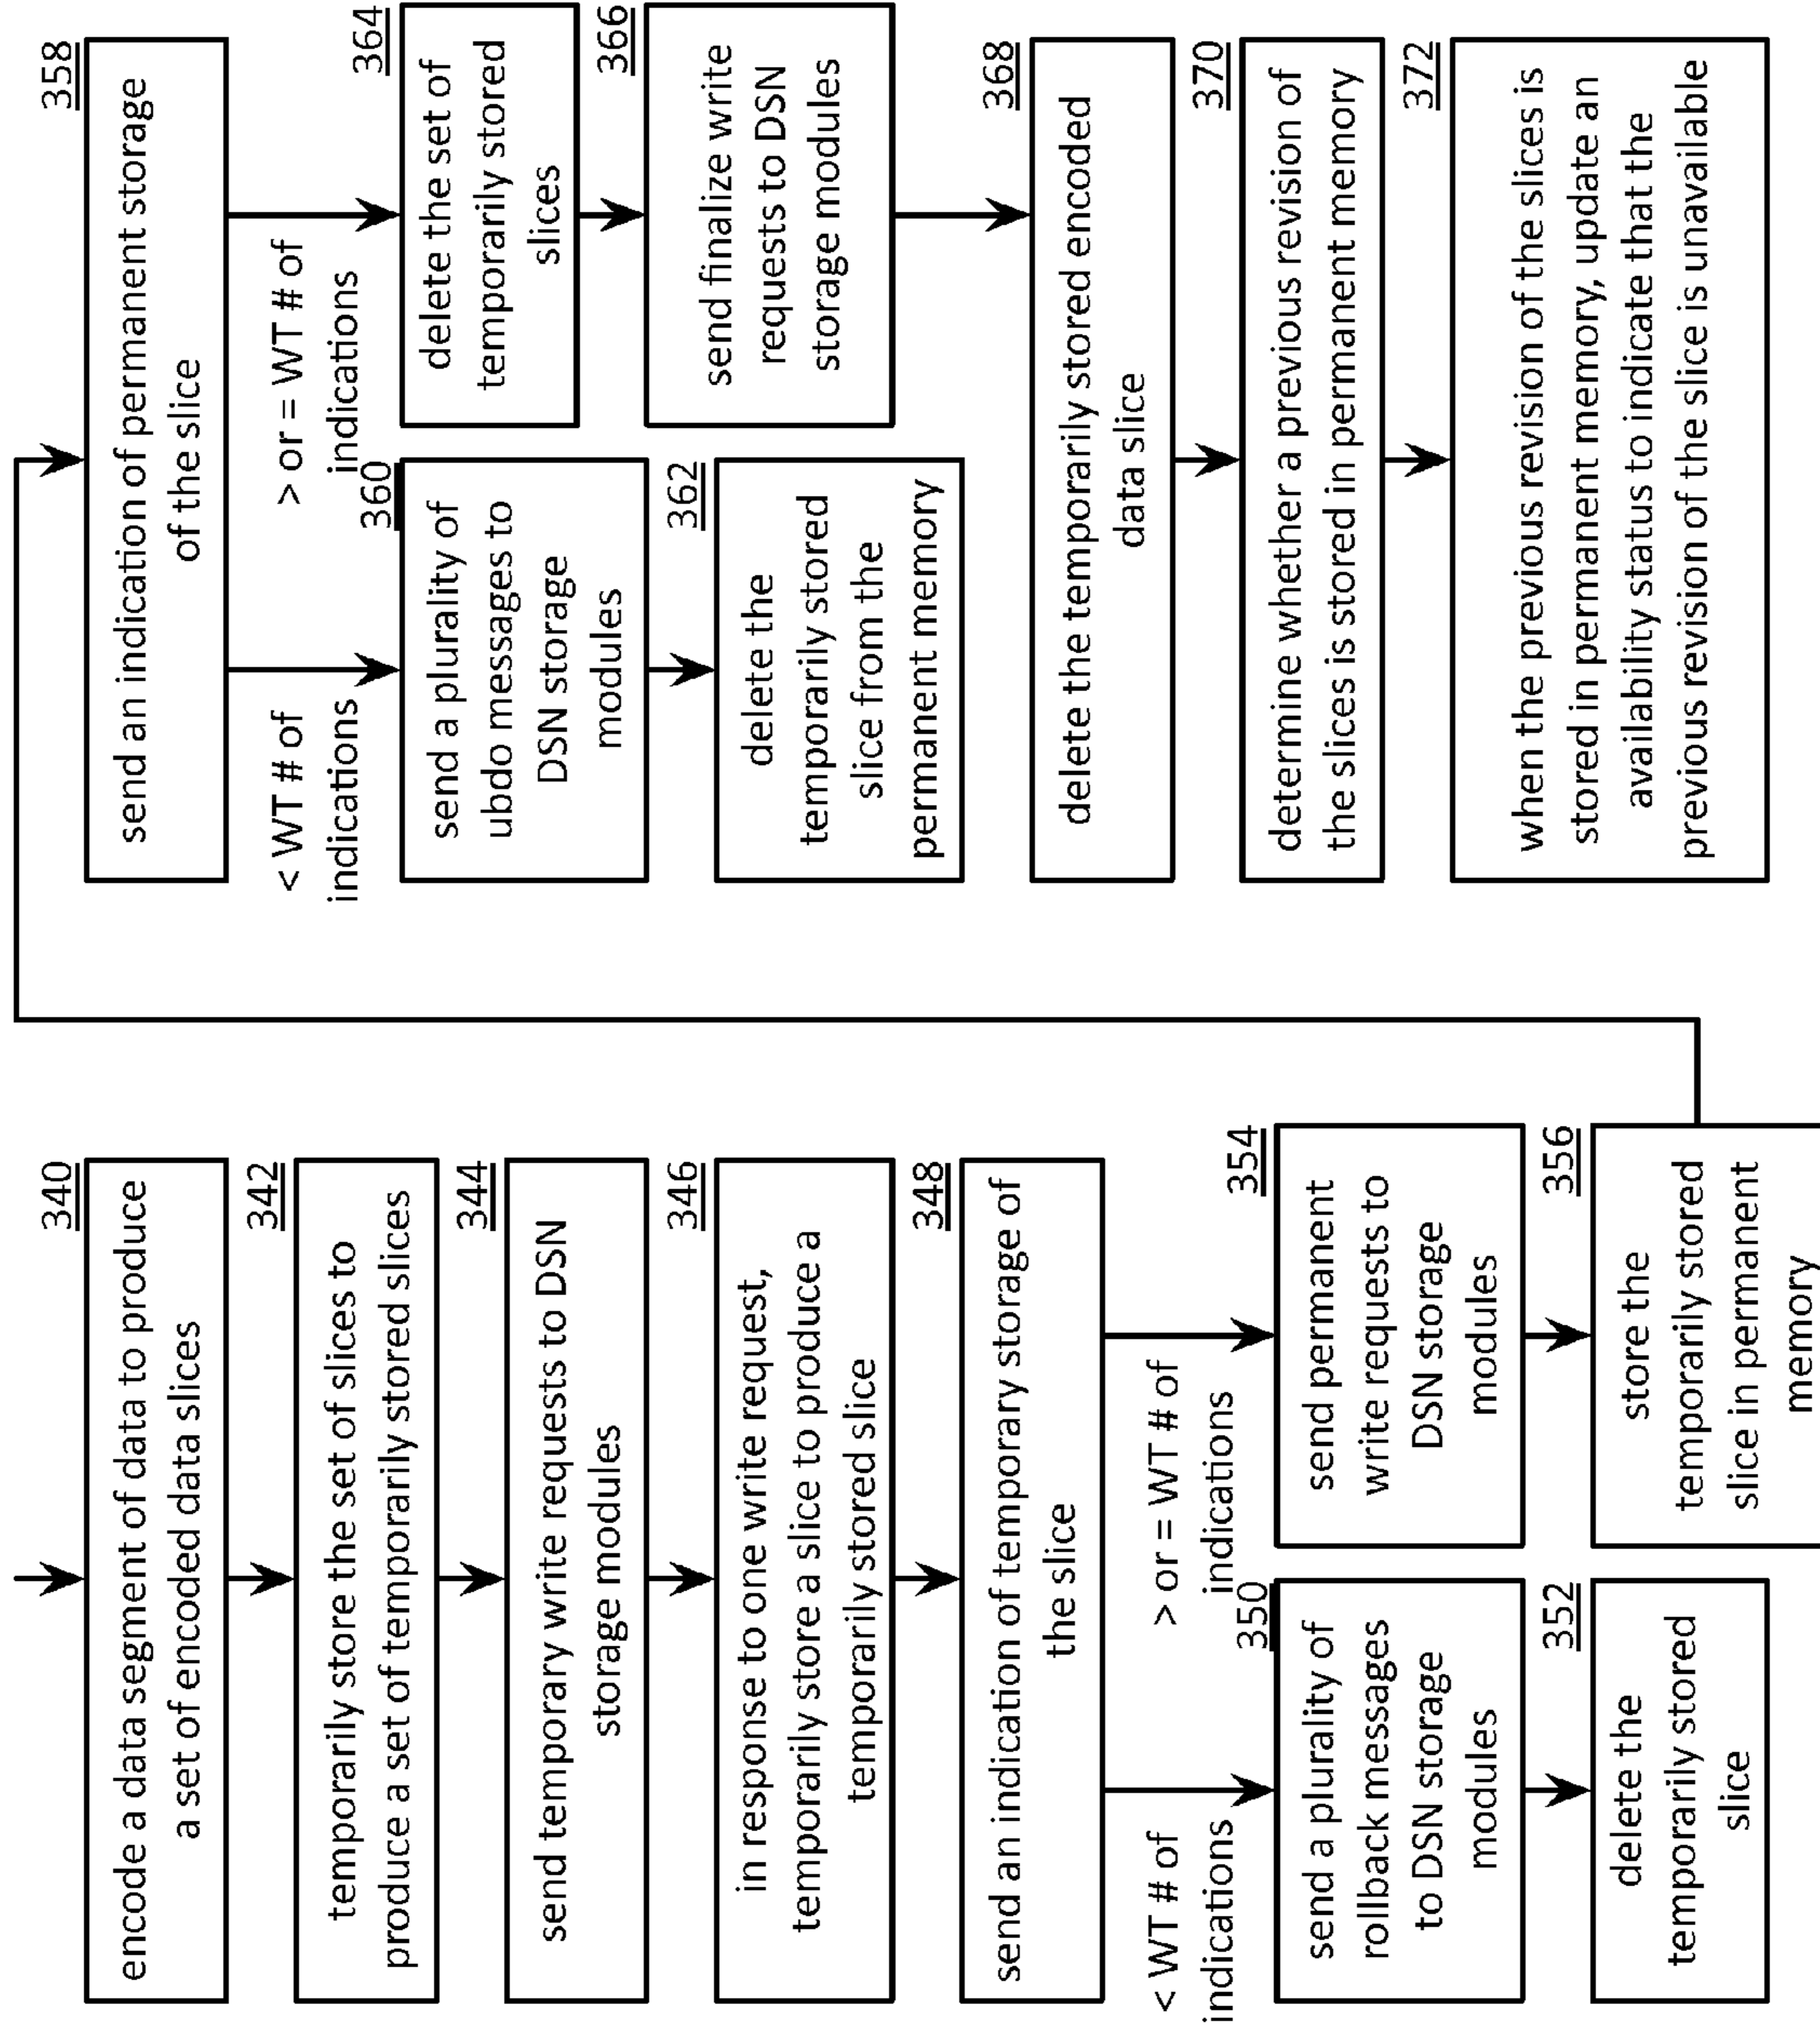 340
encode a data segment of data to produce
a set of encoded data slices
342
temporarily store the set of slices to
produce a set of temporarily stored slices
344
send temporary write requests to DSN
storage modules
346
in response to one write request,
temporarily store a slice to produce a
temporarily stored slice
348
send an indication of temporary storage of
the slice
< WT # of
indications
> or = WT # of
indications
350
send a plurality of
rollback messages
to DSN storage
modules
352
delete the
temporarily stored
slice
354
send permanent
write requests to
DSN storage
modules
356
store the
temporarily stored
slice in permanent
memory
358
send an indication of permanent storage
of the slice
< WT # of
indications
> or = WT # of
indications
360
send a plurality of
ubdo messages to
DSN storage
modules
362
delete the
temporarily stored
slice from the
permanent memory
364
delete the set of
temporarily stored
slices
366
send finalize write
requests to DSN
storage modules
368
delete the temporarily stored encoded
data slice
370
determine whether a previous revision of
the slices is stored in permanent memory
372
when the previous revision of the slices is
stored in permanent memory, update an
availability status to indicate that the
previous revision of the slice is unavailable